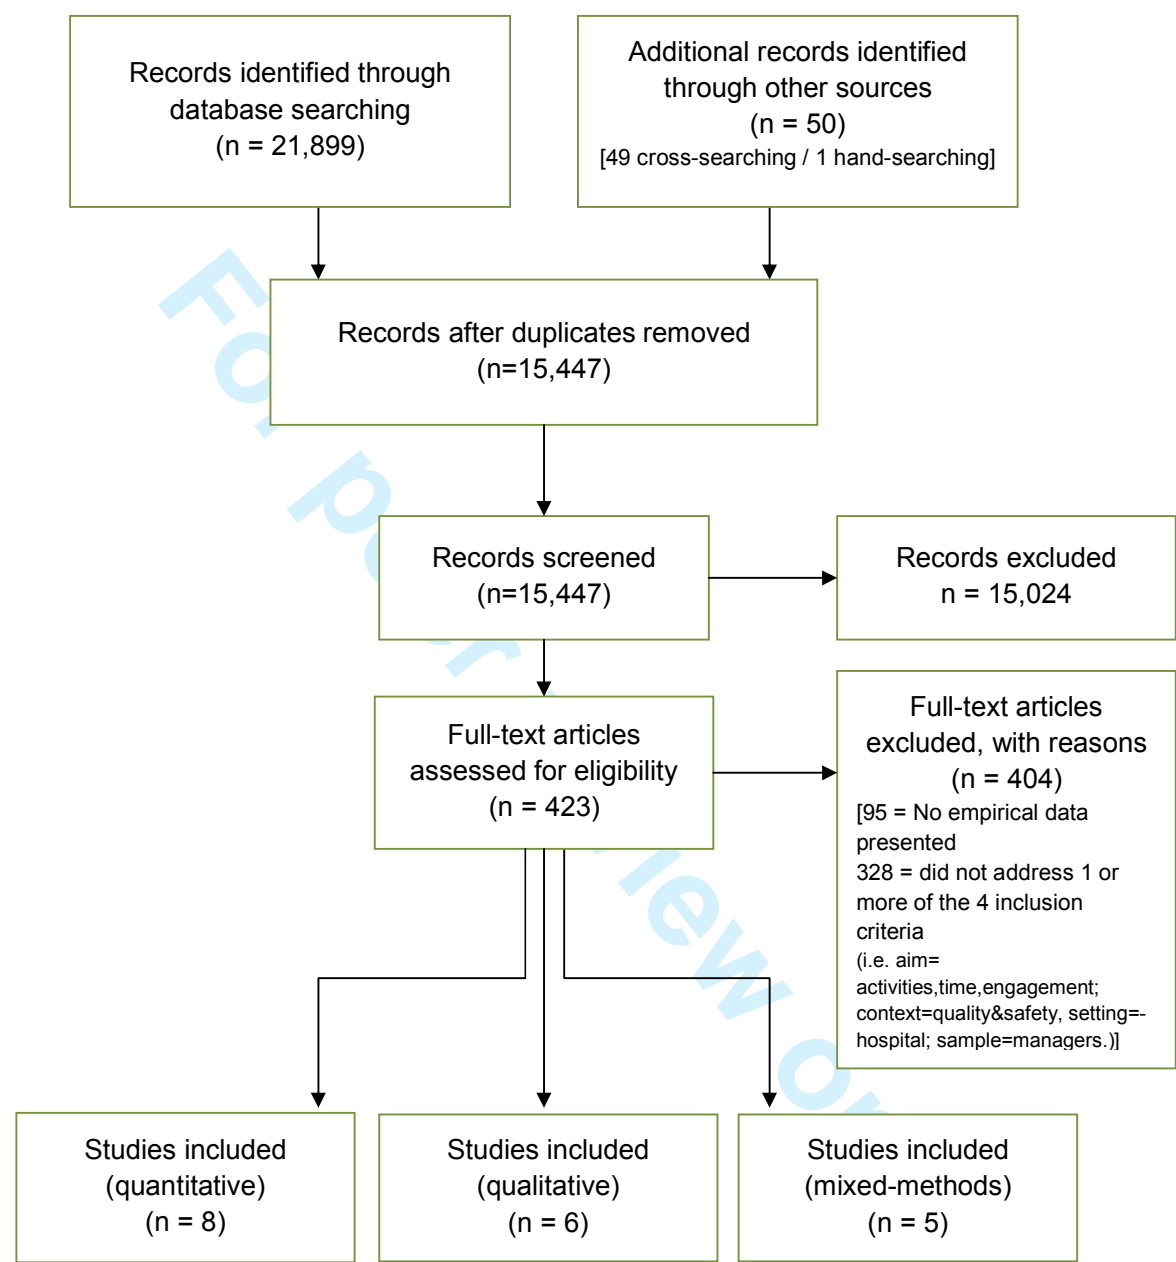 Records identified through
database searching
(n = 21,899)
Additional records identified
through other sources
(n = 50)
[49 cross-searching / 1 hand-searching]
Records after duplicates removed
(n=15,447)
Records screened
(n=15,447)
Records excluded
n = 15,024
Full-text articles
assessed for eligibility
(n = 423)
Full-text articles
excluded, with reasons
(n = 404)
[95 = No empirical data
presented
328 = did not address 1 or
more of the 4 inclusion
criteria
(i.e. aim=
activities,time,engagement;
context=quality&safety, setting=-
hospital; sample=managers.)]
Studies included
(quantitative)
(n = 8)
Studies included
(qualitative)
(n = 6)
Studies included
(mixed-methods)
(n = 5)